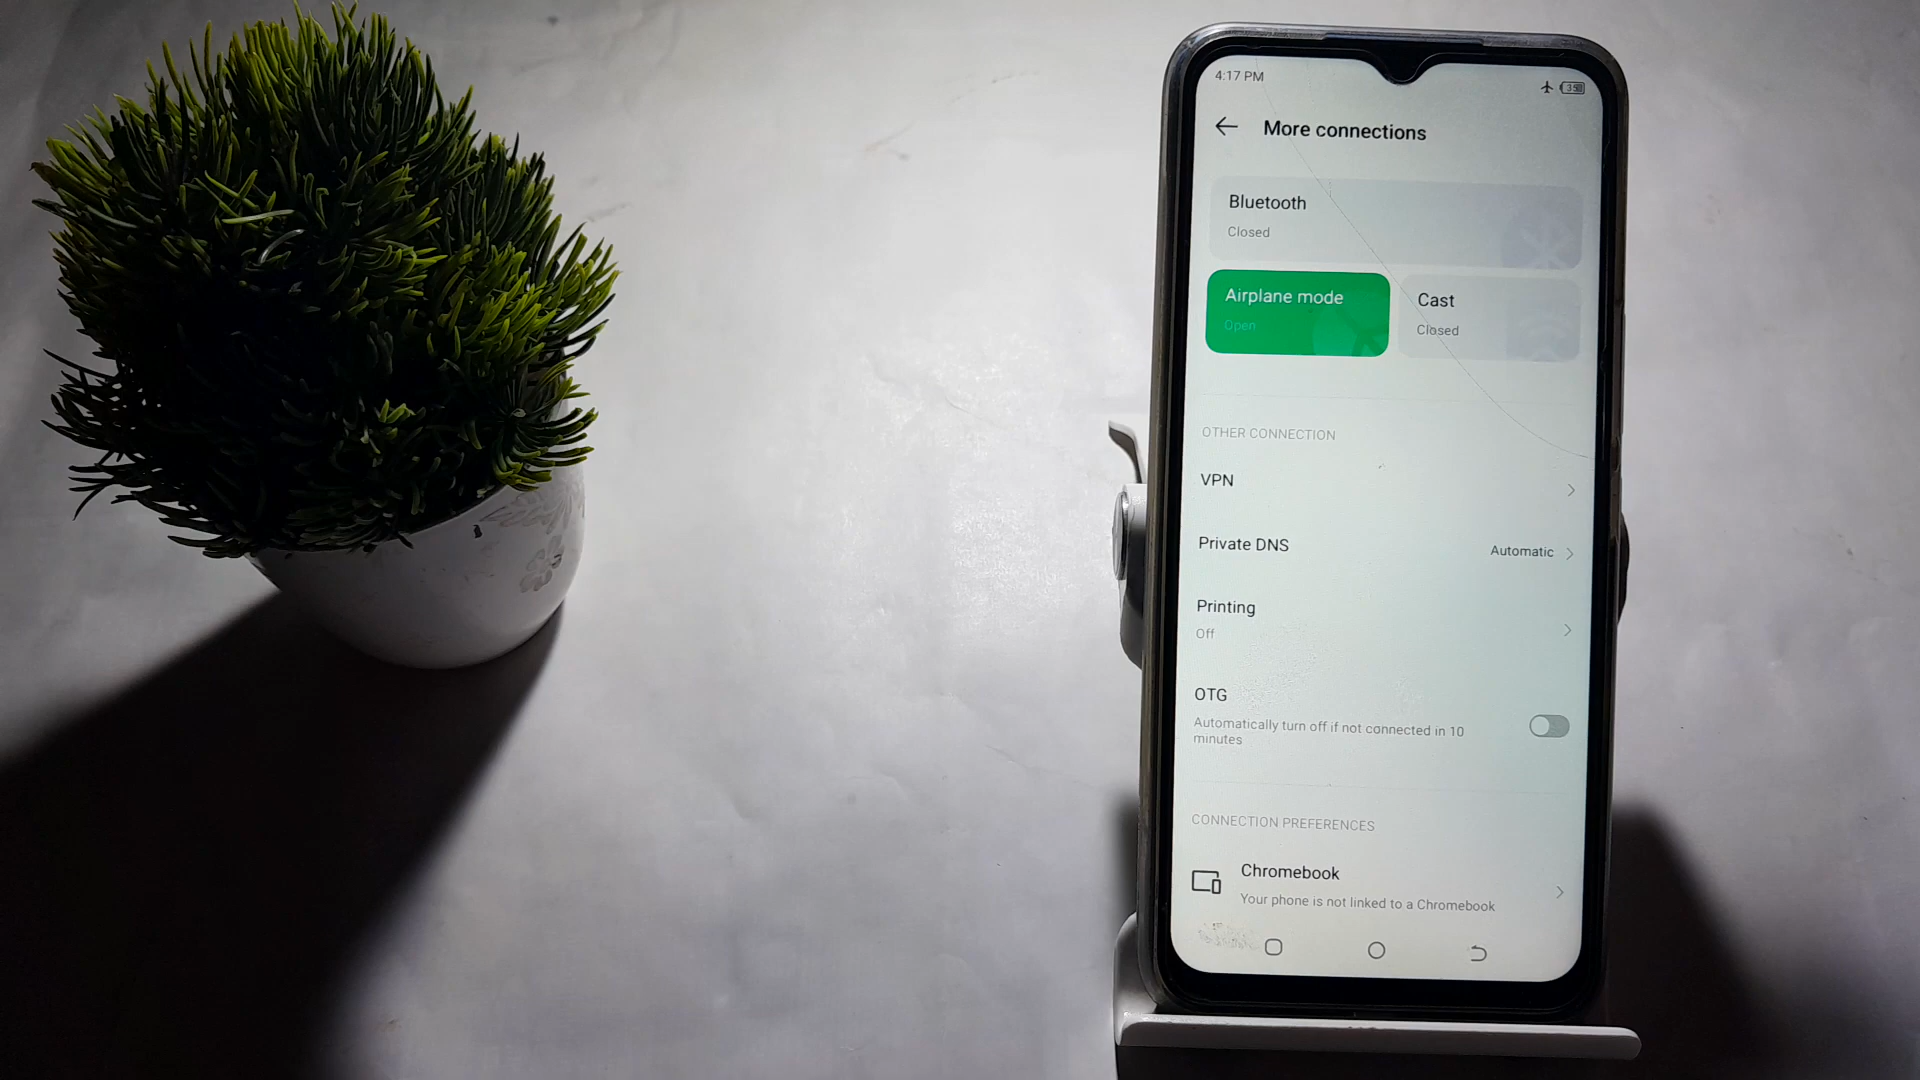 4:17 PM
35
More connections
Bluetooth
Closed
Airplane mode
Open
Cast
Closed
OTHER CONNECTION
VPN
Private DNS
Automatic
Printing
Off
OTG
Automatically turn off if not connected in 10
minutes
CONNECTION PREFERENCES
Chromebook
Your phone is not linked to a Chromebook